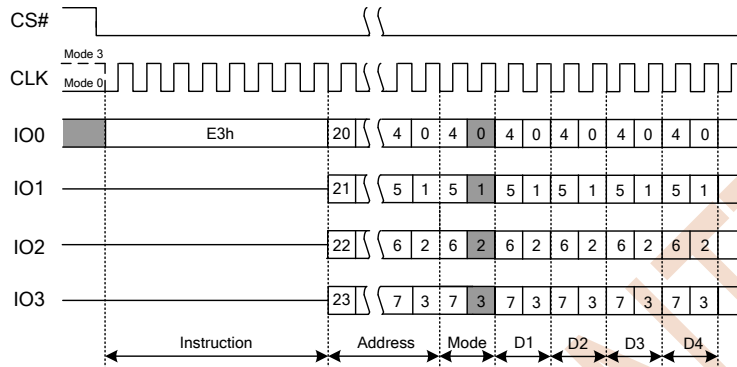 CS#
Mode 3
CLK Mode 0
IO0 E3h 20 4 0 4 0 4 0 4 0 4 0 4 0
IO1 21 5 1 5 1 5 1 5 1 5 1 5 1
IO2 22 6 2 6 2 6 2 6 2 6 2 6 2
IO3 23 7 3 7 3 7 3 7 3 7 3 7 3
Instruction Address Mode D1 D2 D3 D4